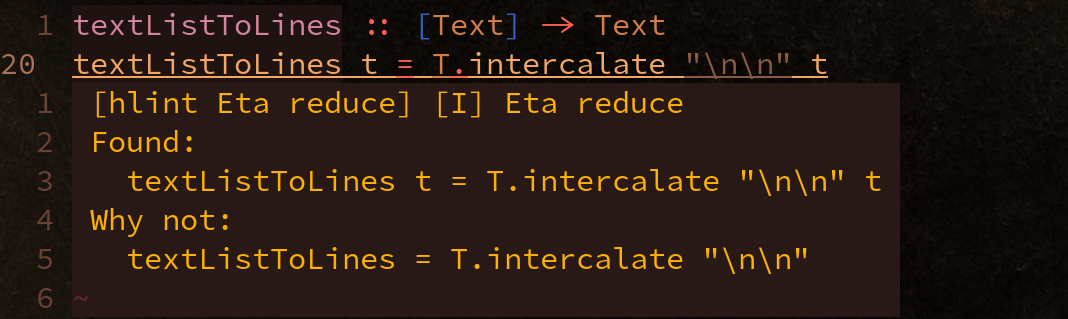 1 textListToLines :: [Text] → Text
20 textListToLines t = T.intercalate "\n\n" t
1 [hlint Eta reduce] [I] Eta reduce
2 Found:
3 textListToLines t = T.intercalate "\n\n" t
4 Why not:
5 textListToLines = T.intercalate "\n\n"
6 ~